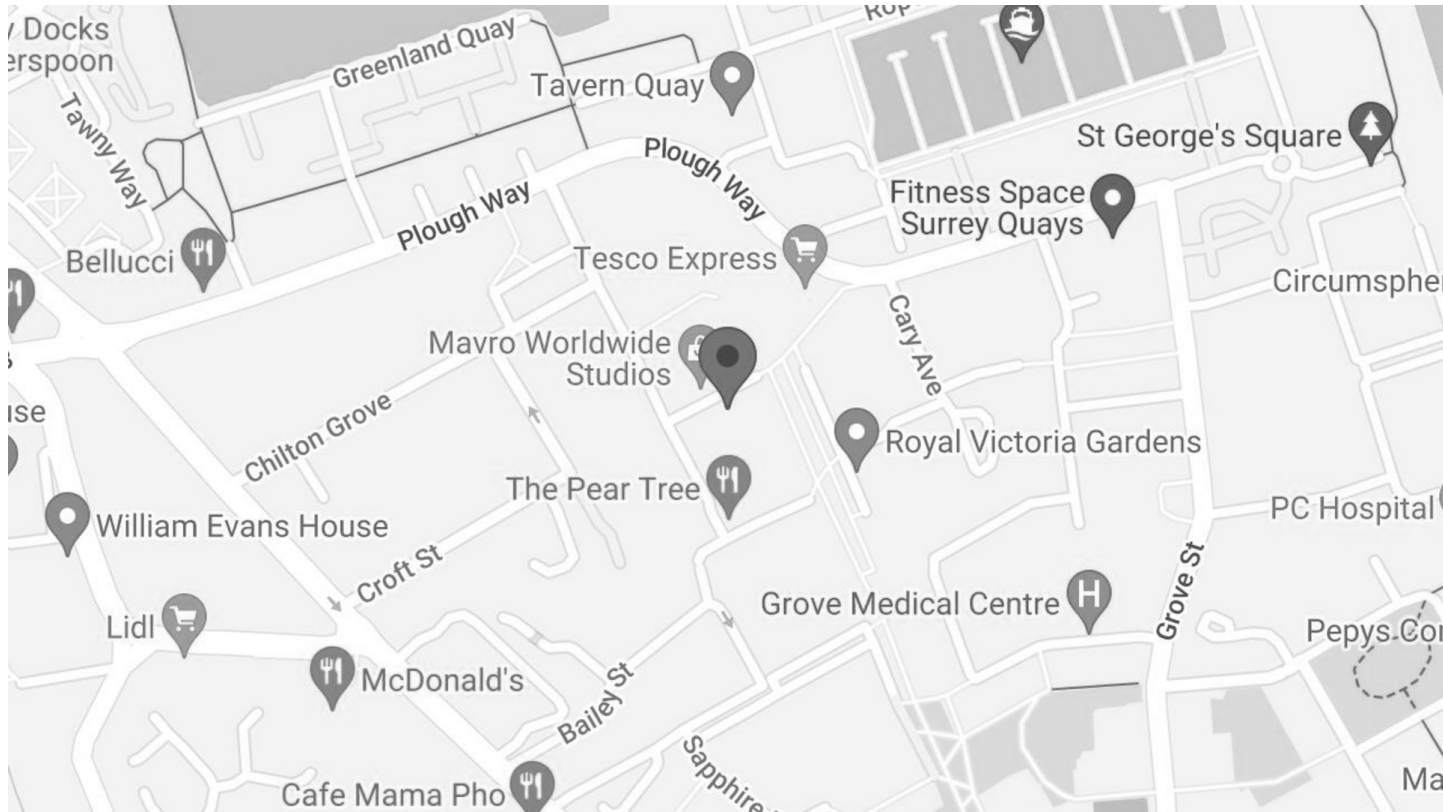 Docks
erspoon
Greenland Quay
Tavern Quay
Tawny Way
Plough Way
St George's Square
Plough Way
Fitness Space
Surrey Quays
Bellucci
Tesco Express
Circumsphe
Mavro Worldwide
Studios
Cary Ave
use
Chilton Grove
Royal Victoria Gardens
The Pear Tree
PC Hospital
William Evans House
Croft St
Grove St
H
Grove Medical Centre
Lidl
Pepys Co
McDonald's
Bailey St
Sapphire
Cafe Mama Pho
Ma